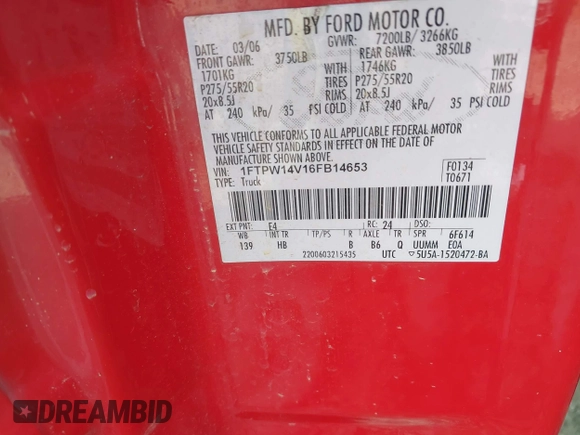 MFD. BY FORD MOTOR CO.
DATE: 03/06 GVWR: 7200LB/ 3266KG
FRONT GAWR: 3750LB REAR GAWR: 3850LB
1701KG WITH 1746KG WITH
P275/55R20 TIRES P275/55R20 TIRES
20x8.5J RIMS 20x8.5J RIMS
AT 240 kPa/ 35 PSI COLD AT 240 kPa/ 35 PSI COLD
THIS VEHICLE CONFORMS TO ALL APPLICABLE FEDERAL MOTOR
VEHICLE SAFETY STANDARDS IN EFFECT ON THE DATE OF
MANUFACTURE SHOWN ABOVE.
VIN: 1FTPW14V16FB14653 F0134
TYPE: Truck T0671
EXT PNT: E4 RC: 24 DSO:
WB INT TR TP/PS R AXLE TR SPR 6F614
139 HB B B6 Q UUMM E0A
2200603215435 UTC ▽5U5A-1520472-BA
DREAMBID